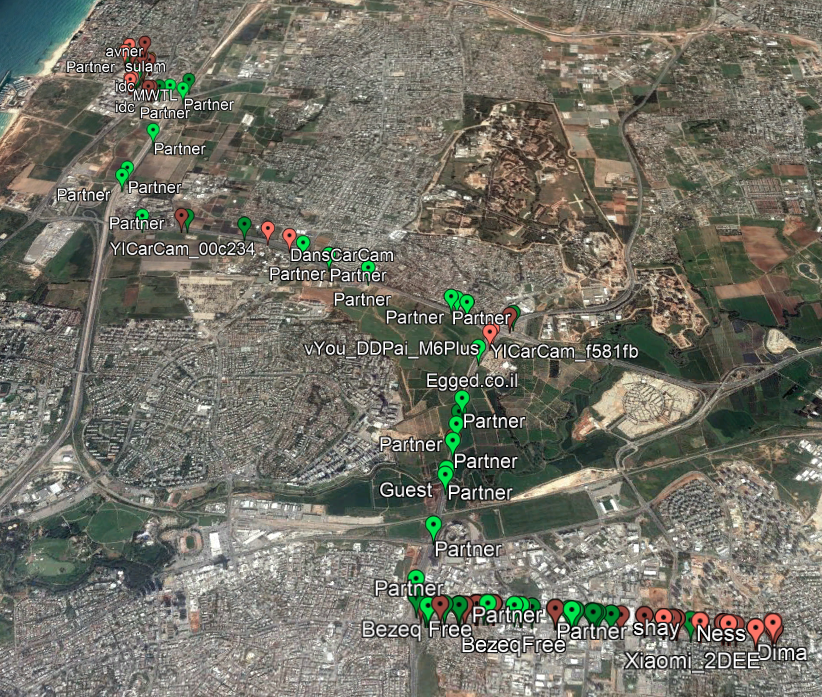 avner
Partner sulam
idc
MWTL
idc
Partner
Partner
Partner
Partner
Partner
Partner
YICarCam_00c234
DansCarCam
Partner
Partner
Partner
Partner
Partner
vYou_DDPai_M6Plus
YICarCam_f581fb
Egged.co.il
Partner
Partner
Partner
Guest
Partner
Partner
Partner
Partner
Bezeq Free
BezeqFree
Partner
shay
Ness
Xiaomi_2DEE
Dima